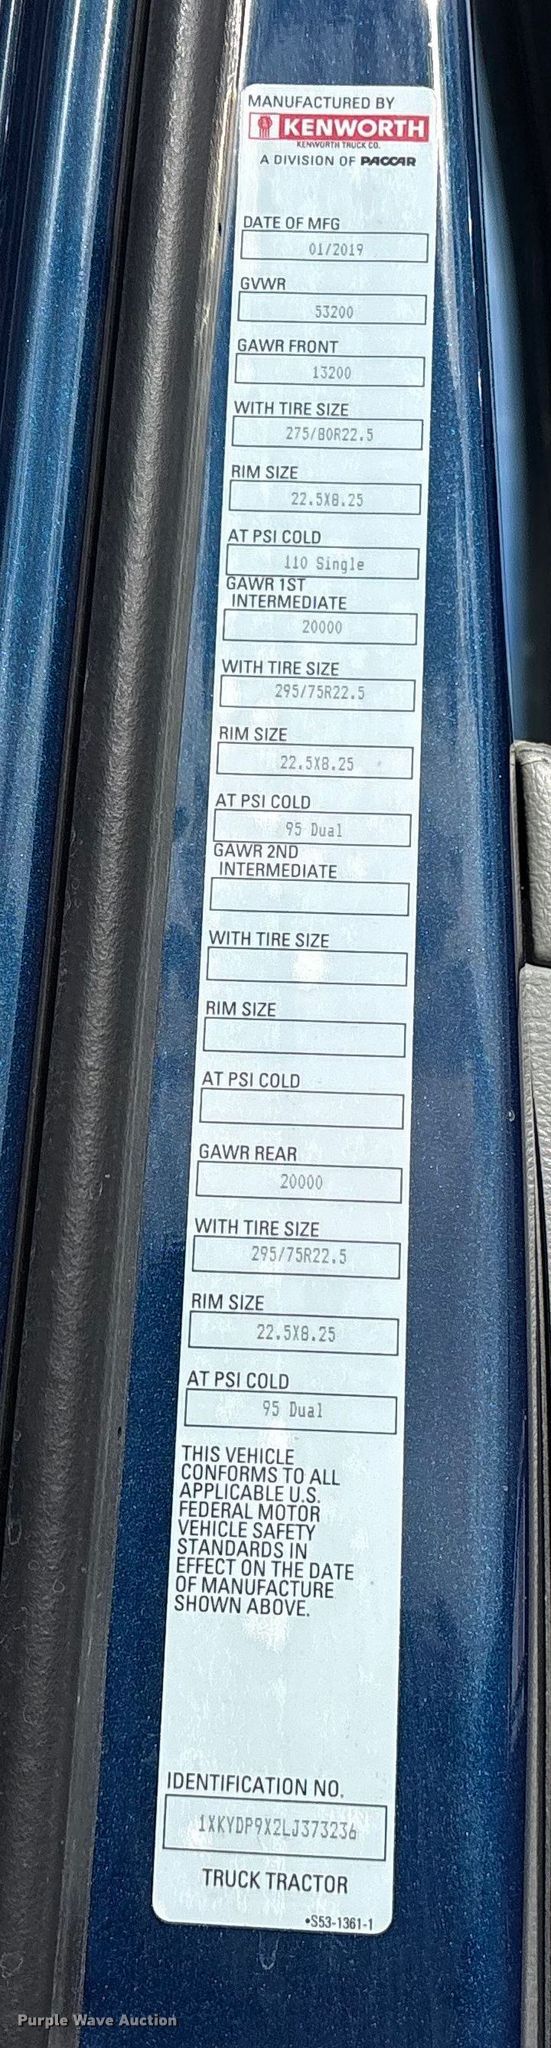 MANUFACTURED BY
KENWORTH
KENWORTH TRUCK CO.
A DIVISION OF PACCAR
DATE OF MFG
01/2019
GVWR
53200
GAWR FRONT
13200
WITH TIRE SIZE
275/80R22.5
RIM SIZE
22.5X8.25
AT PSI COLD
110 Single
GAWR 1ST
INTERMEDIATE
20000
WITH TIRE SIZE
295/75R22.5
RIM SIZE
22.5X8.25
AT PSI COLD
95 Dual
GAWR 2ND
INTERMEDIATE
WITH TIRE SIZE
RIM SIZE
AT PSI COLD
GAWR REAR
20000
WITH TIRE SIZE
295/75R22.5
RIM SIZE
22.5X8.25
AT PSI COLD
95 Dual
THIS VEHICLE
CONFORMS TO ALL
APPLICABLE U.S.
FEDERAL MOTOR
VEHICLE SAFETY
STANDARDS IN
EFFECT ON THE DATE
OF MANUFACTURE
SHOWN ABOVE.
IDENTIFICATION NO.
1XKYDP9X2LJ373236
TRUCK TRACTOR
•S53-1361-1
Purple Wave Auction